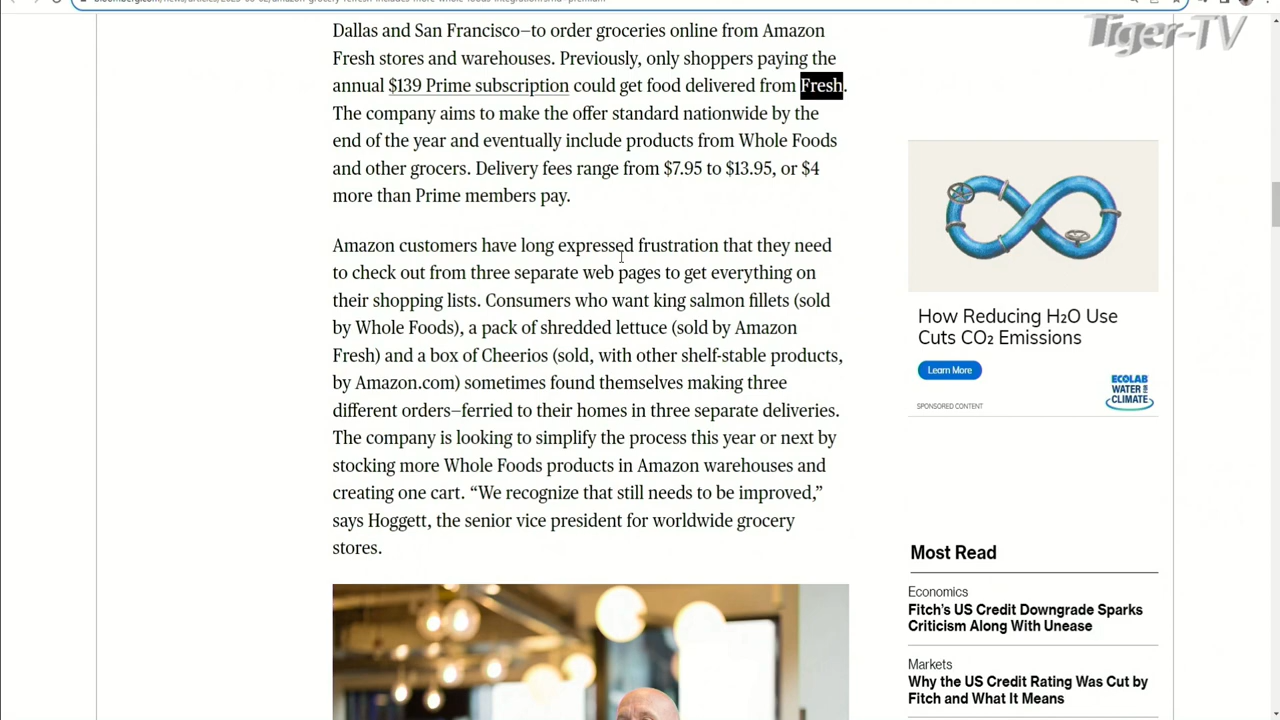 Tiger-TV
Dallas and San Francisco—to order groceries online from Amazon
Fresh stores and warehouses. Previously, only shoppers paying the
annual $139 Prime subscription could get food delivered from Fresh.
The company aims to make the offer standard nationwide by the
end of the year and eventually include products from Whole Foods
and other grocers. Delivery fees range from $7.95 to $13.95, or $4
more than Prime members pay.
Amazon customers have long expressed frustration that they need
to check out from three separate web pages to get everything on
their shopping lists. Consumers who want king salmon fillets (sold
by Whole Foods), a pack of shredded lettuce (sold by Amazon
Fresh) and a box of Cheerios (sold, with other shelf-stable products,
by Amazon.com) sometimes found themselves making three
different orders—ferried to their homes in three separate deliveries.
The company is looking to simplify the process this year or next by
stocking more Whole Foods products in Amazon warehouses and
creating one cart. “We recognize that still needs to be improved,”
says Hoggett, the senior vice president for worldwide grocery
stores.
How Reducing H2O Use
Cuts CO₂ Emissions
Learn More
ECOLAB
WATER FOR
CLIMATE
SPONSORED CONTENT
Most Read
Economics
Fitch’s US Credit Downgrade Sparks
Criticism Along With Unease
Markets
Why the US Credit Rating Was Cut by
Fitch and What It Means